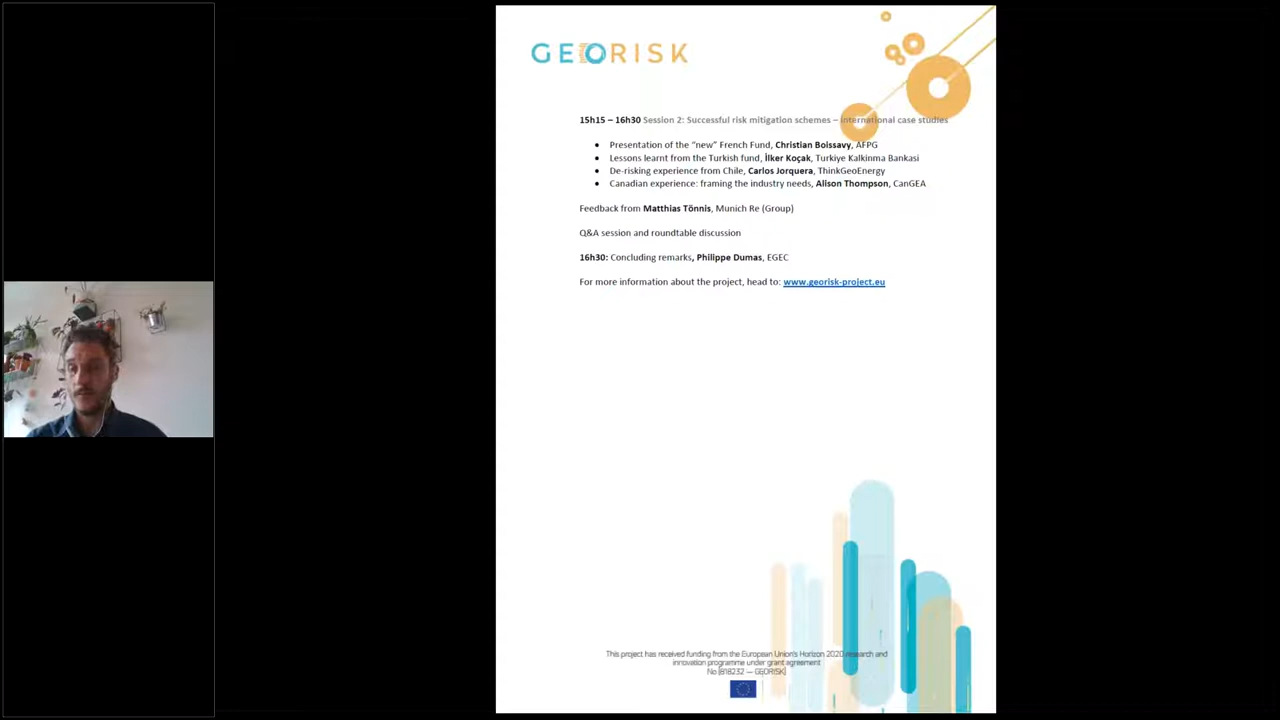 GEORISK
15h15 – 16h30 Session 2: Successful risk mitigation schemes – international case studies
• Presentation of the “new” French Fund, Christian Boissavy, AFPG
• Lessons learnt from the Turkish fund, İlker Koçak, Turkiye Kalkinma Bankasi
• De-risking experience from Chile, Carlos Jorquera, ThinkGeoEnergy
• Canadian experience: framing the industry needs, Alison Thompson, CanGEA
Feedback from Matthias Tönnis, Munich Re (Group)
Q&A session and roundtable discussion
16h30: Concluding remarks, Philippe Dumas, EGEC
For more information about the project, head to: www.georisk-project.eu
This project has received funding from the European Union's Horizon 2020 research and
innovation programme under grant agreement
No [818232 — GEORISK]